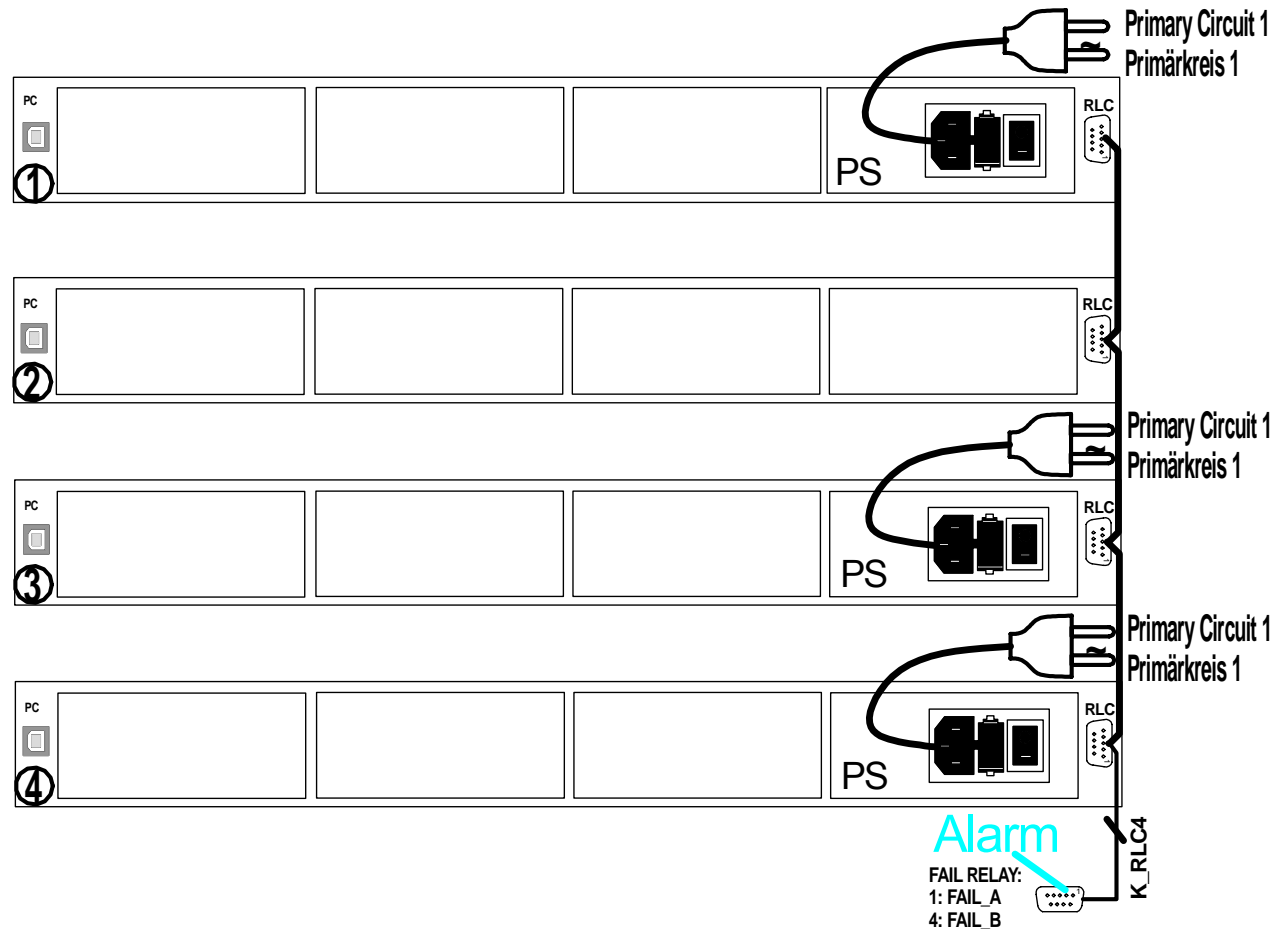 Primary Circuit 1
Primärkreis 1
PC
RLC
PS
1
PC
RLC
2
Primary Circuit 1
Primärkreis 1
PC
RLC
PS
3
Primary Circuit 1
Primärkreis 1
PC
RLC
PS
4
K_RLC4
Alarm
FAIL RELAY:
1: FAIL_A
4: FAIL_B